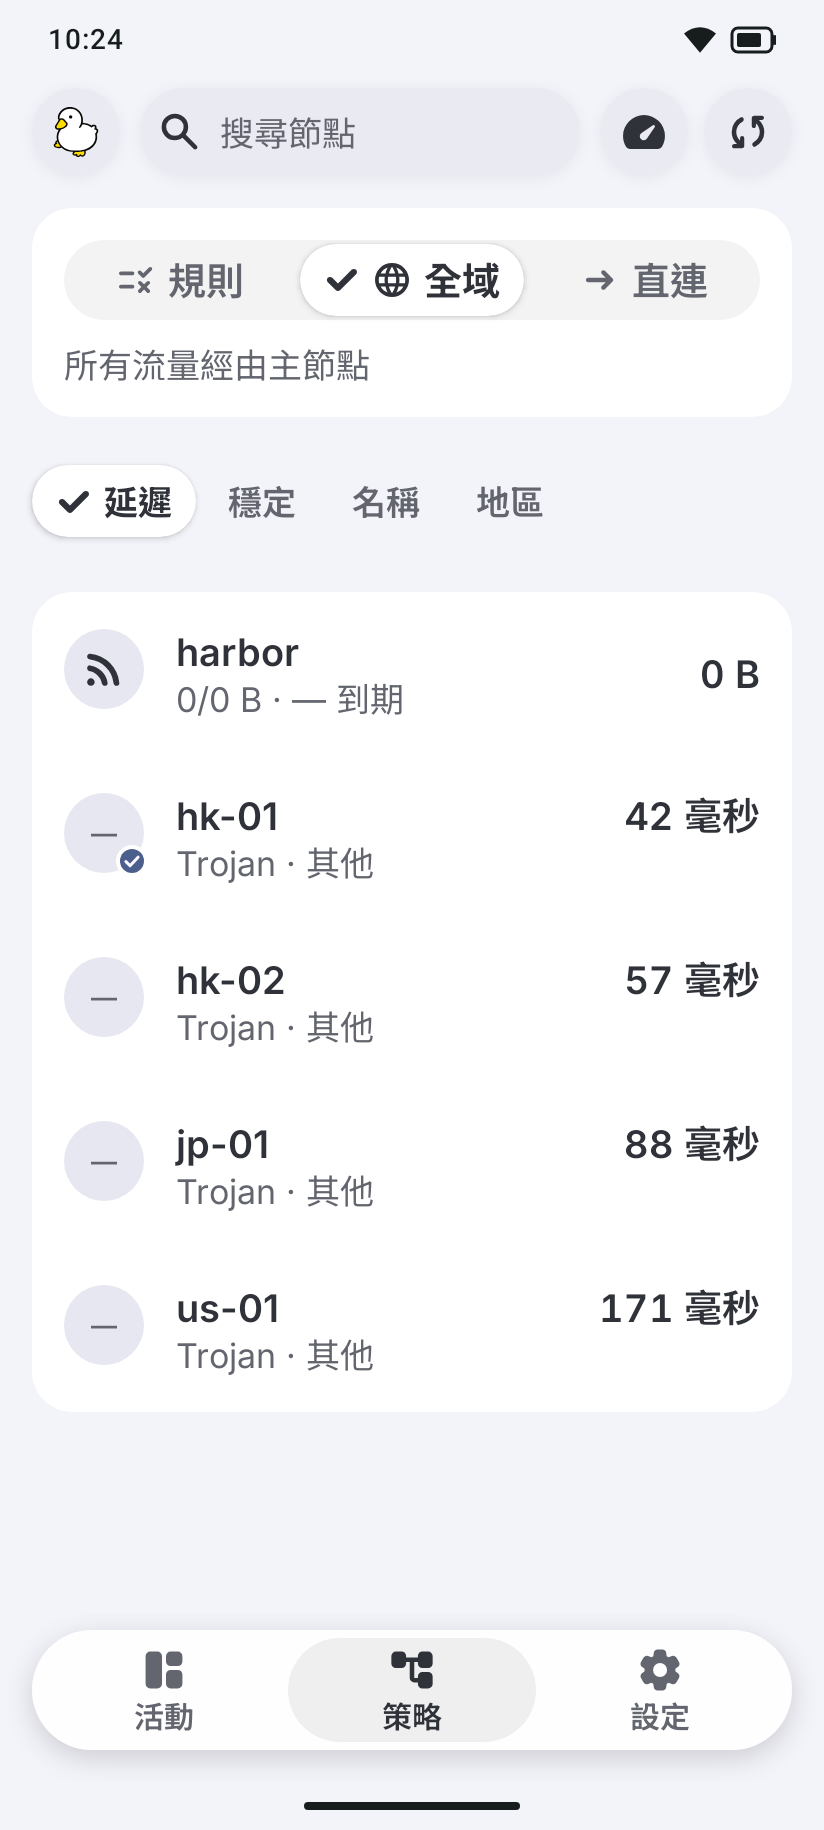 10:24
搜尋節點
規則
全域
直連
所有流量經由主節點
延遲
穩定
名稱
地區
harbor
0 B
0/0 B · — 到期
hk-01
42 毫秒
Trojan · 其他
hk-02
57 毫秒
Trojan · 其他
jp-01
88 毫秒
Trojan · 其他
us-01
171 毫秒
Trojan · 其他
活動
策略
設定